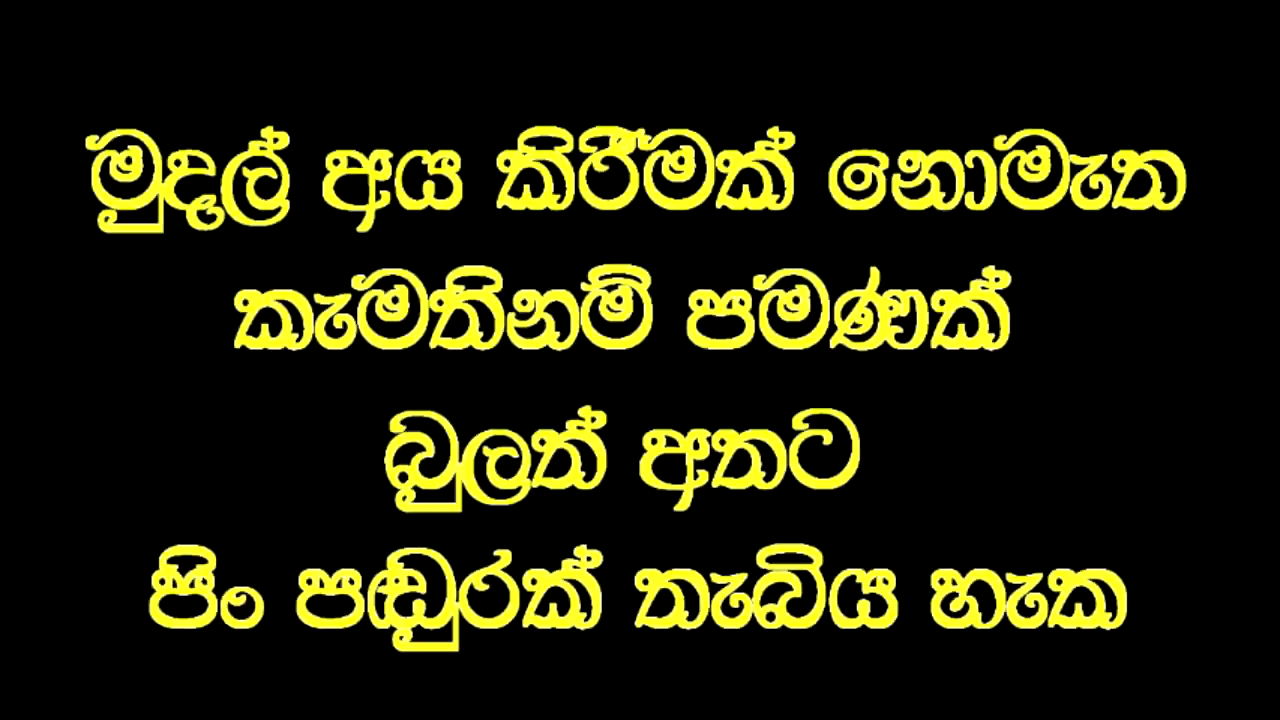 මුදල් අය කිරීමක් නොමැත
කැමතිනම් පමණක්
බුලත් අතට
පිං පඬුරක් තැබිය හැක